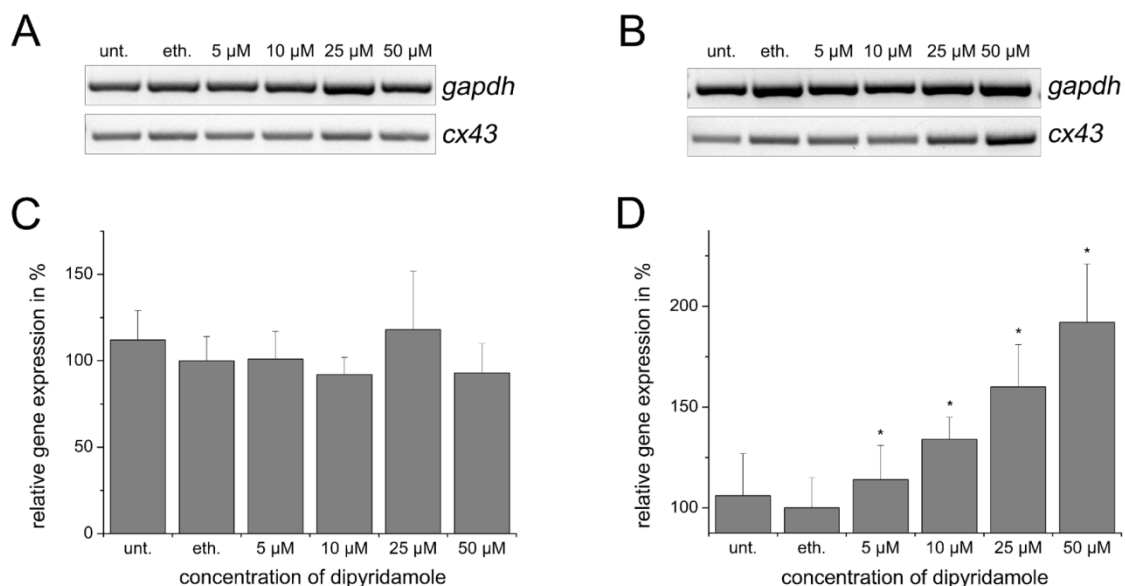 A
unt. eth. 5 µM 10 µM 25 µM 50 µM
gapdh
cx43
B
unt. eth. 5 µM 10 µM 25 µM 50 µM
gapdh
cx43
C
relative gene expression in %
150
100
50
0
unt. eth. 5 µM 10 µM 25 µM 50 µM
concentration of dipyridamole
D
relative gene expression in %
200
150
100
* * * *
unt. eth. 5 µM 10 µM 25 µM 50 µM
concentration of dipyridamole